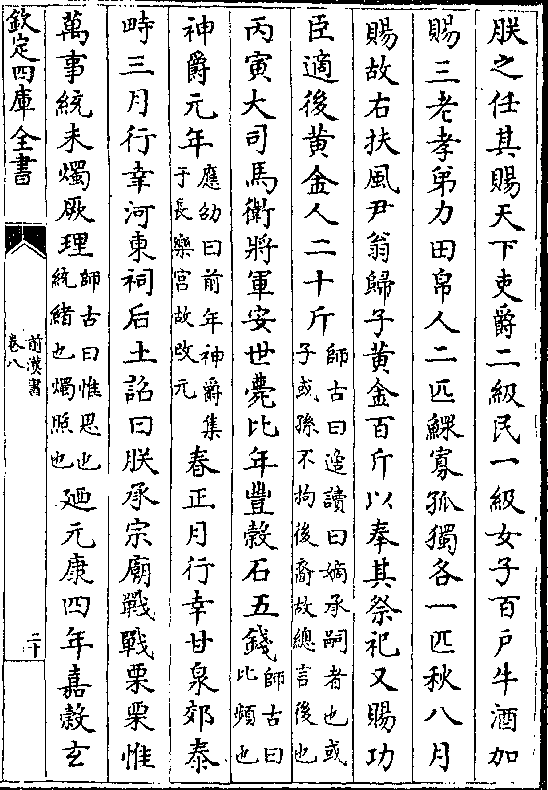 朕之任其賜天下吏爵二級民一級女子百戸牛酒加
賜三老孝弟力田帛人二匹鰥寡孤獨各一匹秋八月
賜故右扶風尹翁歸子黄金百斤以奉其祭祀又賜功
臣適後黄金人二十斤師古曰適讀曰嫡承嗣者也或子或孫不拘後裔故總言後也
丙寅大司馬衛將軍安世薨比年豐榖石五錢師古曰比頻也
神爵元年應劭曰前年神爵集于長樂宫故改元春正月行幸甘泉郊泰
畤三月行幸河東祠后土詔曰朕承宗廟戰戰栗栗惟
萬事統未燭厥理師古曰惟思也統緒也燭照也廼元康四年嘉榖玄
欽定四庫全書
前漢書
卷八
二十